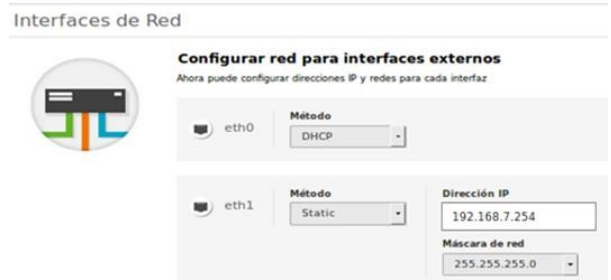 Interfaces de Red
Configurar red para interfaces externos
Ahora puede configurar direcciones IP y redes para cada interfaz
eth0
Método
DHCP
eth1
Método
Static
Dirección IP
192.168.7.254
Máscara de red
255.255.255.0